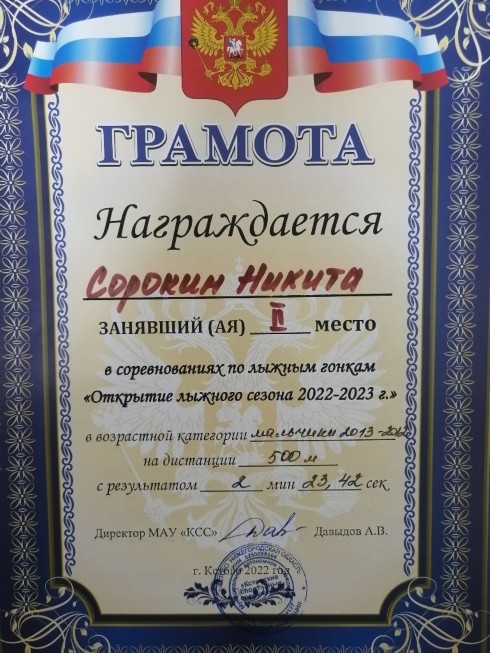 ГРАМОТА
Награждается
Сорокин Никита
ЗАНЯВШИЙ (АЯ) II место
в соревнованиях по лыжным гонкам
«Открытие лыжного сезона 2022-2023 г.»
в возрастной категории мальчики 2013-2012
на дистанции 500 м
с результатом 2 мин 23,42 сек
Директор МАУ «КСС» Давыдов А.В.
г. Кстово 2022 год